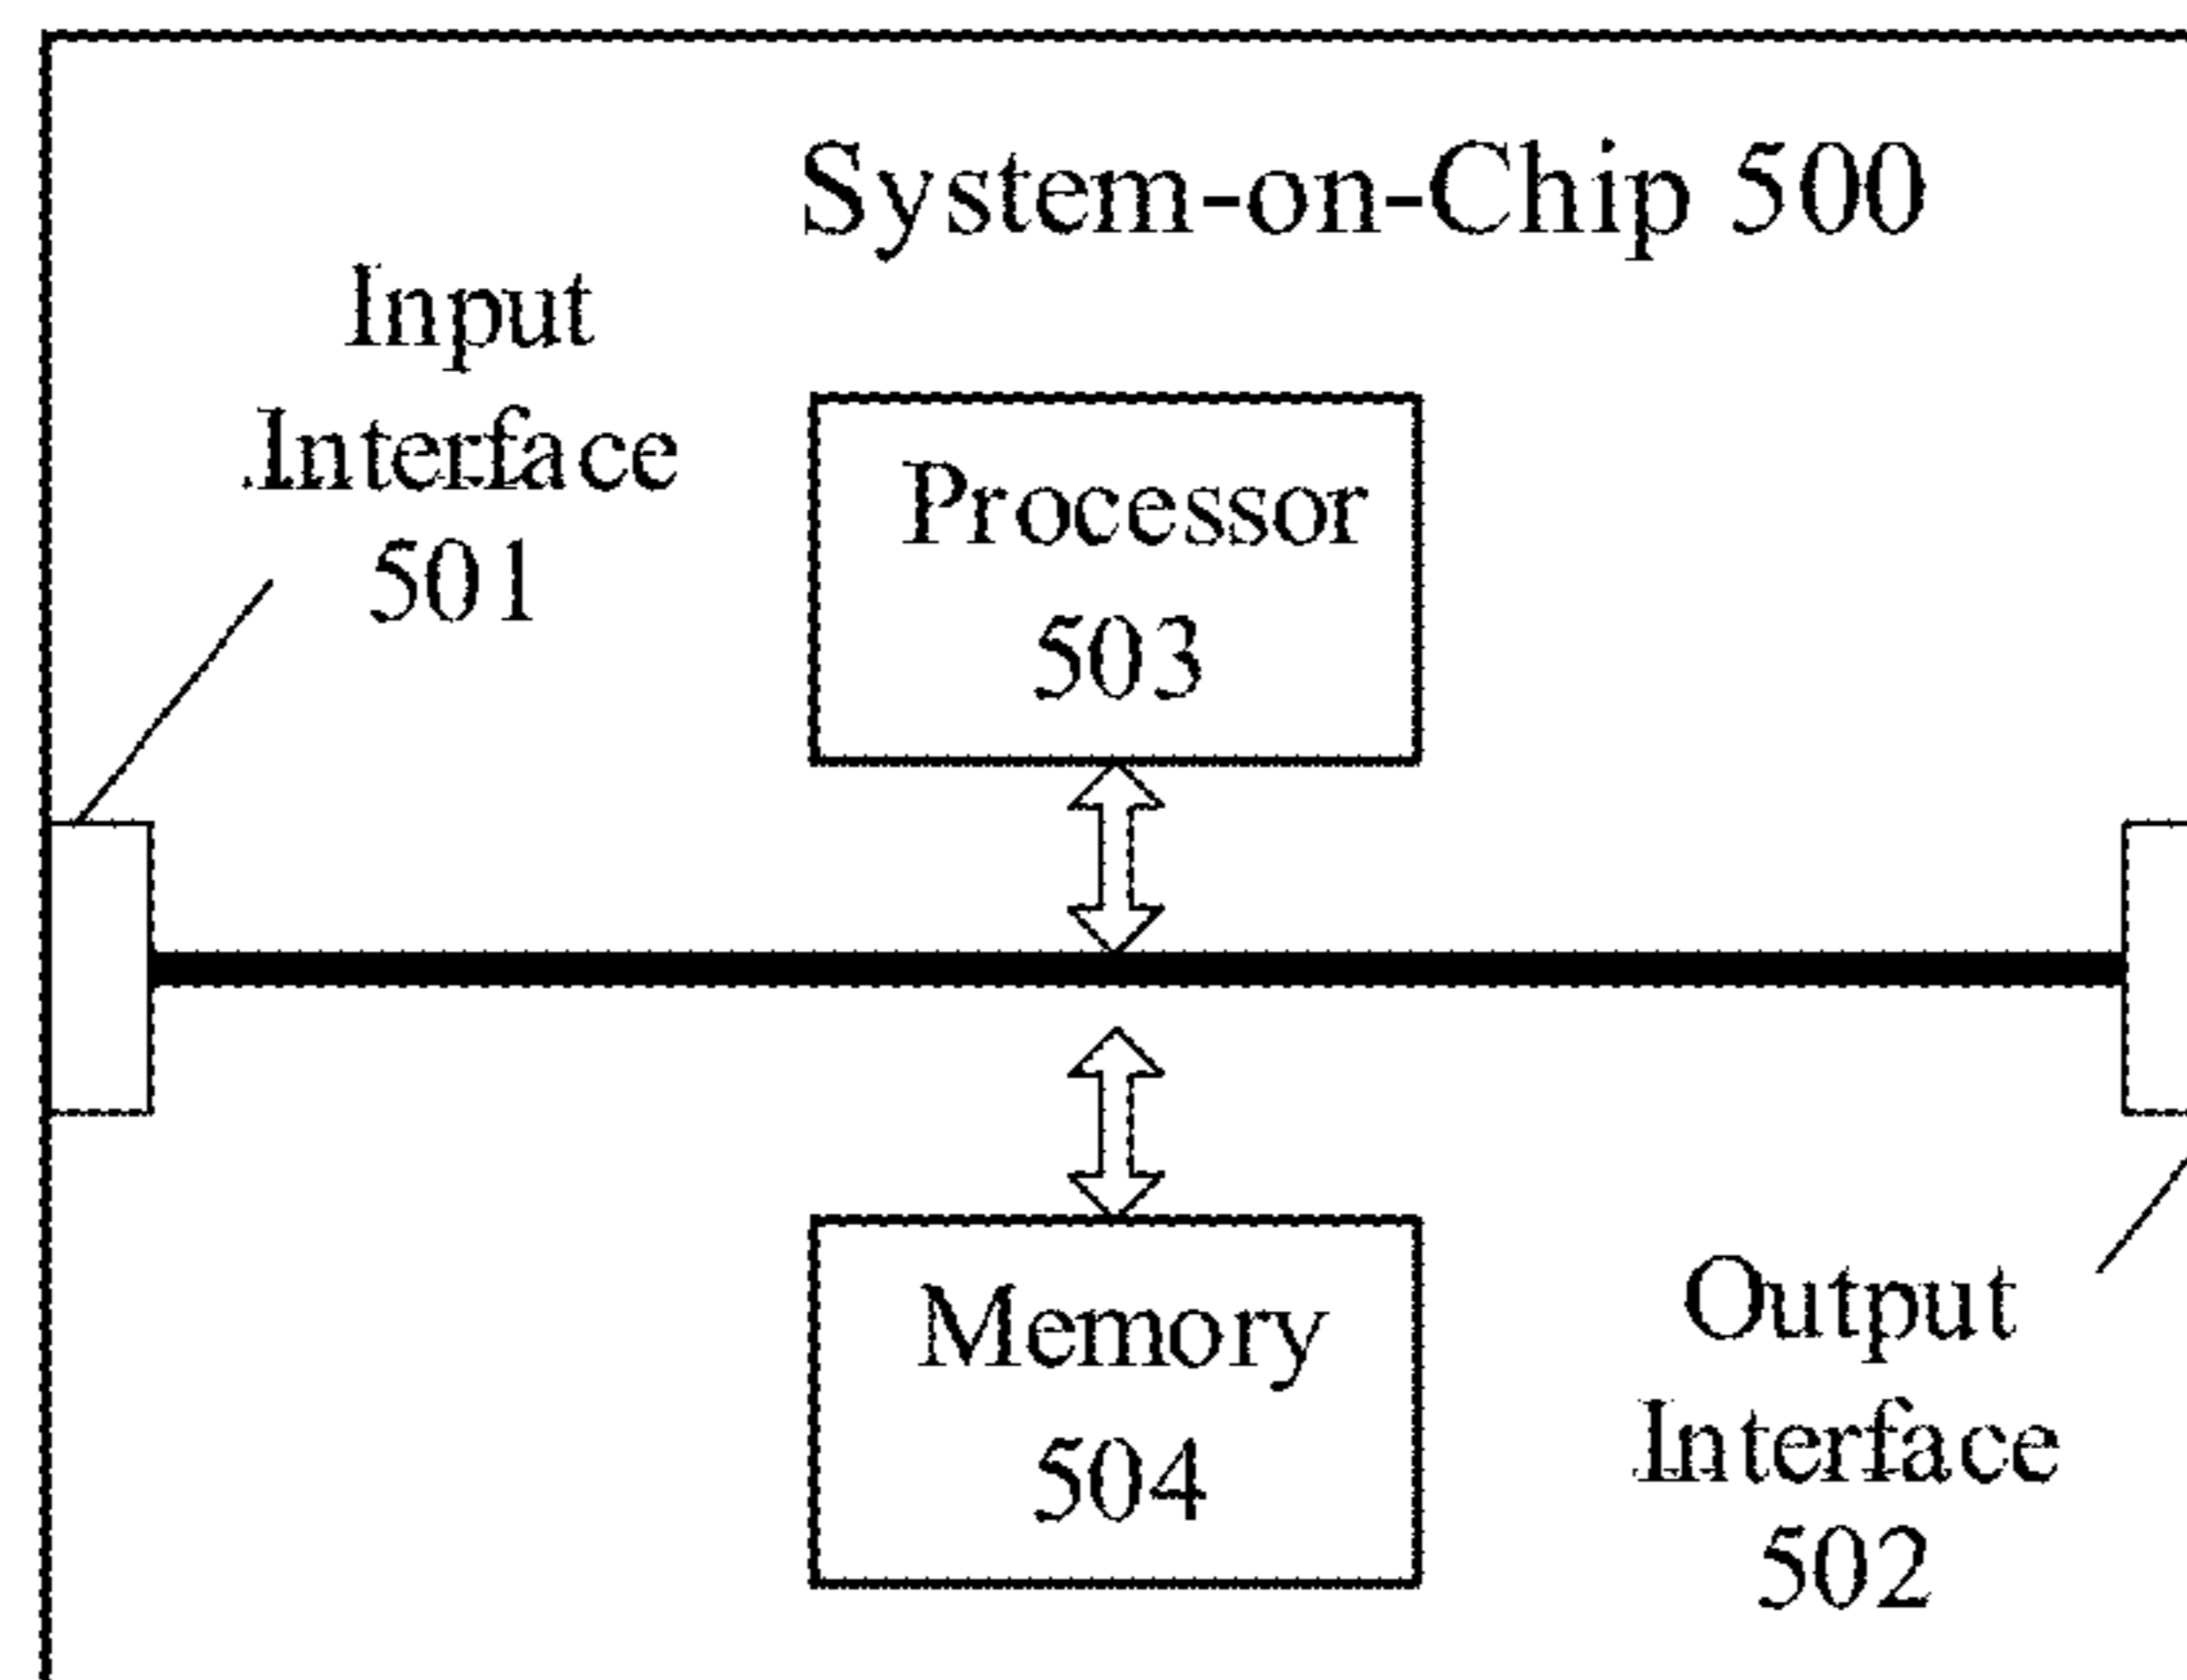 System-on-Chip 500
Input
Interface
501
Processor
503
Memory
504
Output
Interface
502